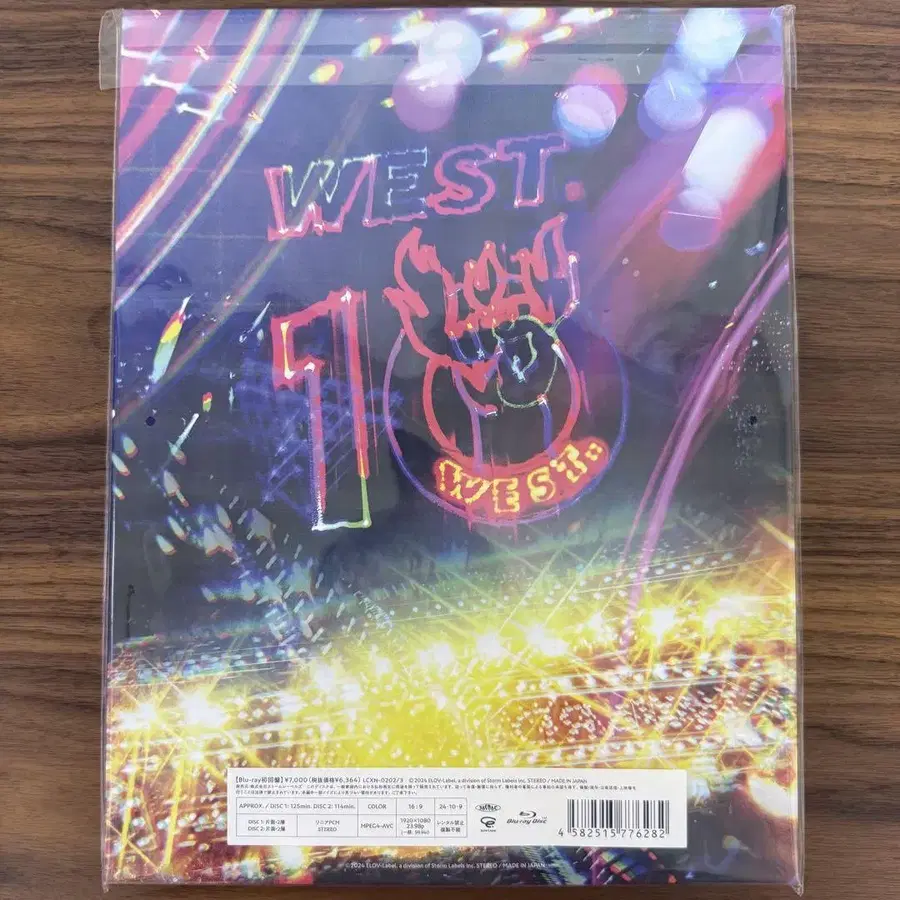 WEST.
10
WEST.
【Blu-ray初回盤】¥7,000(税抜価格¥6,364) LCXN-0202/3 ©2024 ELOV-Label, a division of Storm Labels Inc. STEREO / MADE IN JAPAN
APPROX. / DISC 1: 125min. DISC 2: 114min. COLOR 16:9 24・10・9
DISC 1: 片面・2層
DISC 2: 片面・2層
リニアPCM
STEREO
MPEG4-AVC
1920×1080
23.98p
レンタル禁止
複製不能
Blu-ray Disc
4 582515 776282
©2024 ELOV-Label, a division of Storm Labels Inc. STEREO / MADE IN JAPAN